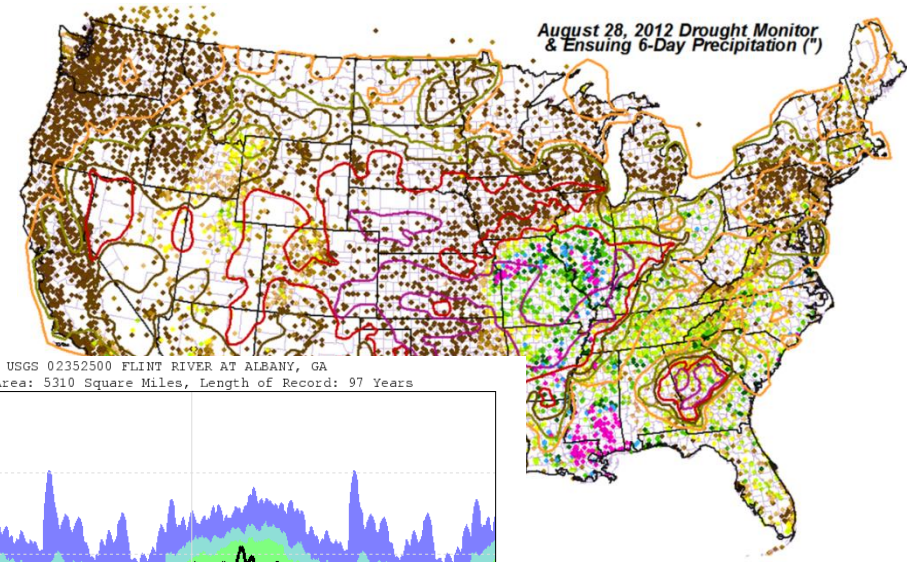 August 28, 2012 Drought Monitor
& Ensuing 6-Day Precipitation (")
USGS 02352500 FLINT RIVER AT ALBANY, GA
Area: 5310 Square Miles, Length of Record: 97 Years